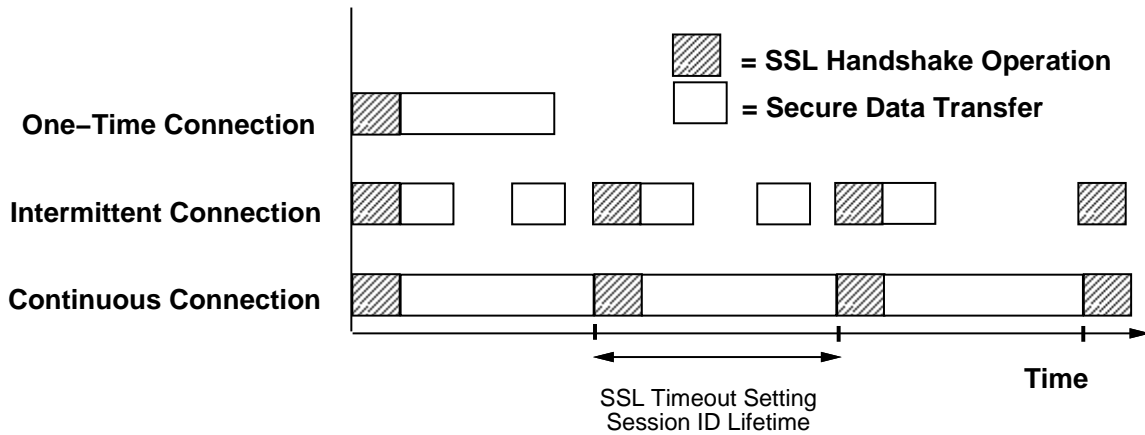 = SSL Handshake Operation
= Secure Data Transfer
One−Time Connection
Intermittent Connection
Continuous Connection
Time
SSL Timeout Setting
Session ID Lifetime